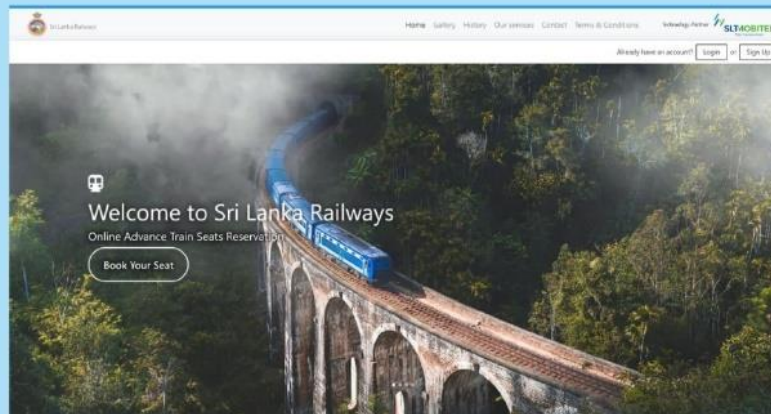 Sri Lanka Railways
Home Gallery History Our services Contact Terms & Conditions
Technology Partner
SLTMOBITEL
Already have an account? Login or Sign Up
Welcome to Sri Lanka Railways
Online Advance Train Seats Reservation
Book Your Seat